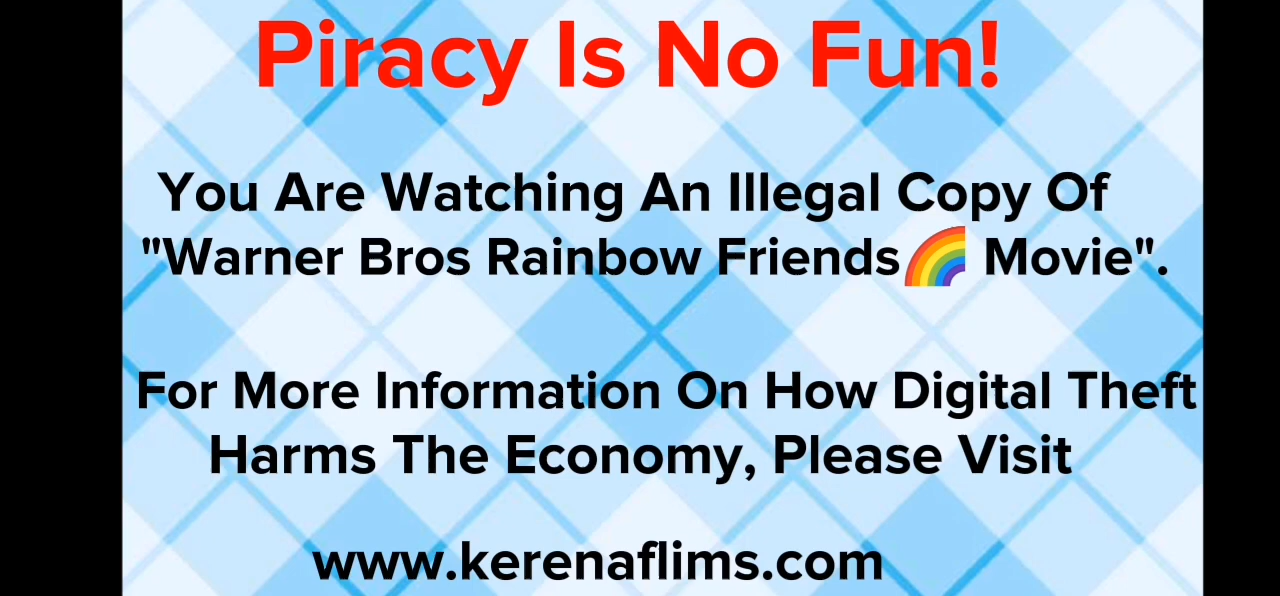 Piracy Is No Fun!
You Are Watching An Illegal Copy Of
"Warner Bros Rainbow Friends🌈 Movie".
For More Information On How Digital Theft
Harms The Economy, Please Visit
www.kerenaflims.com